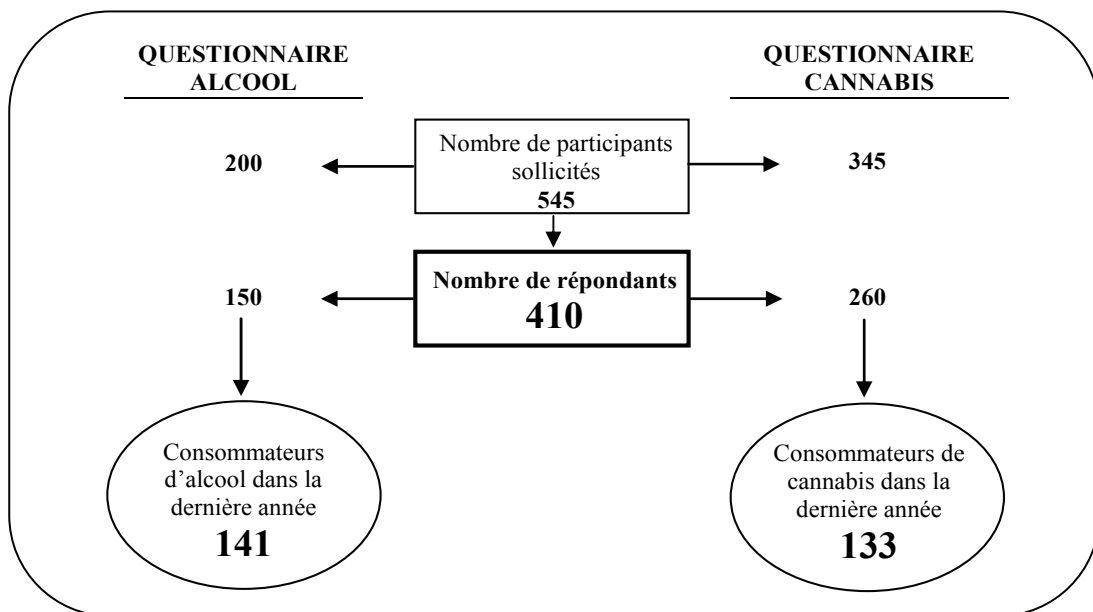 QUESTIONNAIRE
ALCOOL
QUESTIONNAIRE
CANNABIS
Nombre de participants
sollicités
545
200
345
Nombre de répondants
410
150
260
Consommateurs
d’alcool dans la
dernière année
141
Consommateurs de
cannabis dans la
dernière année
133